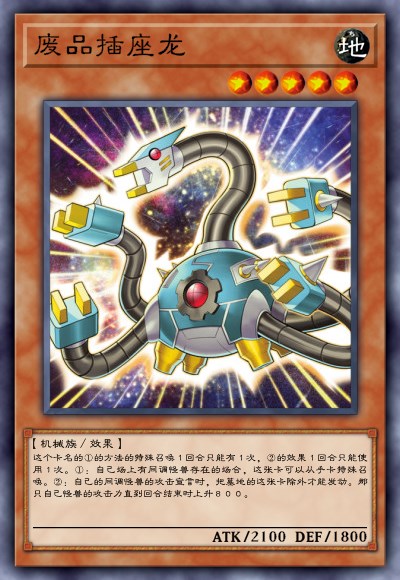 废品插座龙
地
【机械族／效果】
这个卡名的①的方法的特殊召唤１回合只能有１次，②的效果１回合只能使
用１次。①：自己场上有同调怪兽存在的场合，这张卡可以从手卡特殊召
唤。②：自己的同调怪兽的攻击宣言时，把墓地的这张卡除外才能发动。那
只自己怪兽的攻击力直到回合结束时上升８００。
ATK/2100 DEF/1800